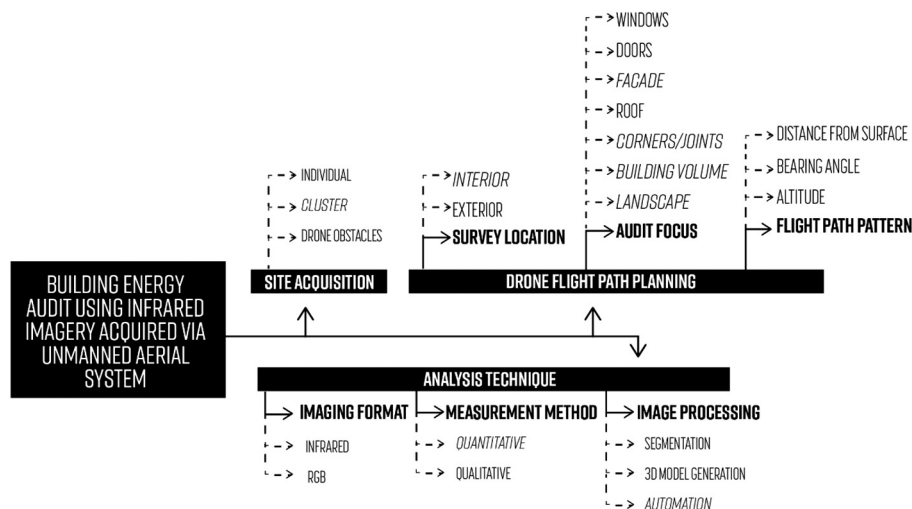 WINDOWS
DOORS
FACADE
ROOF
CORNERS/JOINTS
BUILDING VOLUME
LANDSCAPE
AUDIT FOCUS
DISTANCE FROM SURFACE
BEARING ANGLE
ALTITUDE
FLIGHT PATH PATTERN
INDIVIDUAL
CLUSTER
DRONE OBSTACLES
INTERIOR
EXTERIOR
SURVEY LOCATION
SITE ACQUISITION
DRONE FLIGHT PATH PLANNING
BUILDING ENERGY
AUDIT USING INFRARED
IMAGERY ACQUIRED VIA
UNMANNED AERIAL
SYSTEM
ANALYSIS TECHNIQUE
IMAGING FORMAT
INFRARED
RGB
MEASUREMENT METHOD
QUANTITATIVE
QUALITATIVE
IMAGE PROCESSING
SEGMENTATION
3D MODEL GENERATION
AUTOMATION